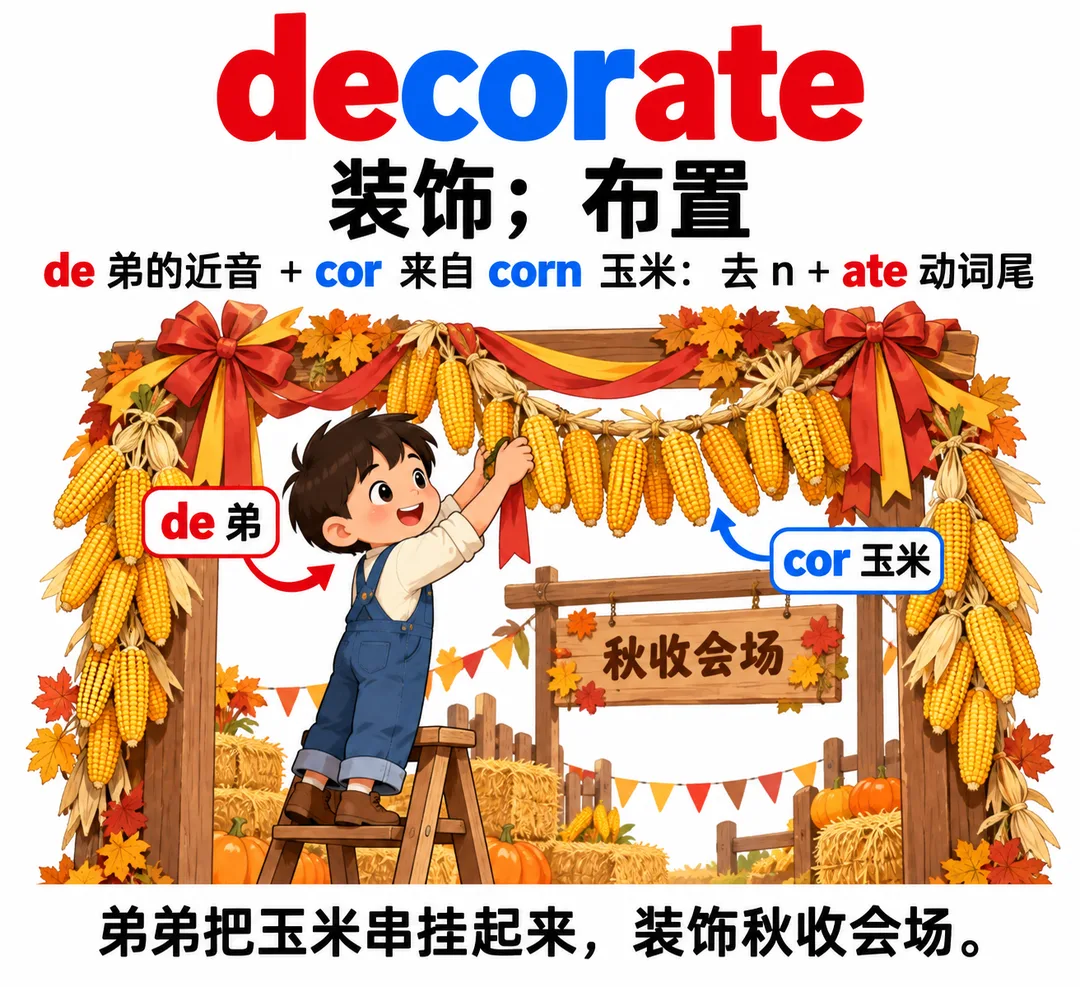 decorate
装饰；布置
de 弟的近音 + cor 来自 corn 玉米：去 n + ate 动词尾
de 弟
cor 玉米
秋收会场
弟弟把玉米串挂起来，装饰秋收会场。